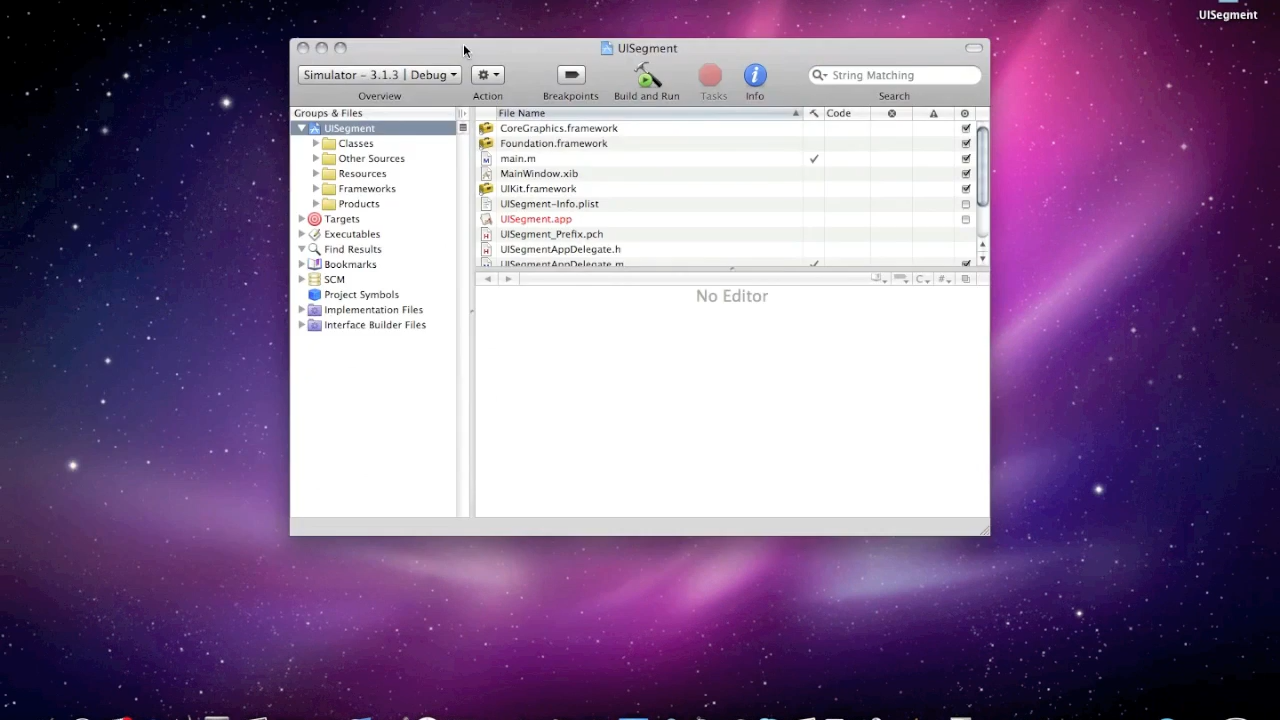 UISegment
UISegment
Simulator - 3.1.3 | Debug
Overview
Action
Breakpoints
Build and Run
Tasks
Info
String Matching
Search
Groups & Files
UISegment
Classes
Other Sources
Resources
Frameworks
Products
Targets
Executables
Find Results
Bookmarks
SCM
Project Symbols
Implementation Files
Interface Builder Files
File Name
Code
CoreGraphics.framework
Foundation.framework
main.m
MainWindow.xib
UIKit.framework
UISegment-Info.plist
UISegment.app
UISegment_Prefix.pch
UISegmentAppDelegate.h
UISegmentAppDelegate.m
No Editor